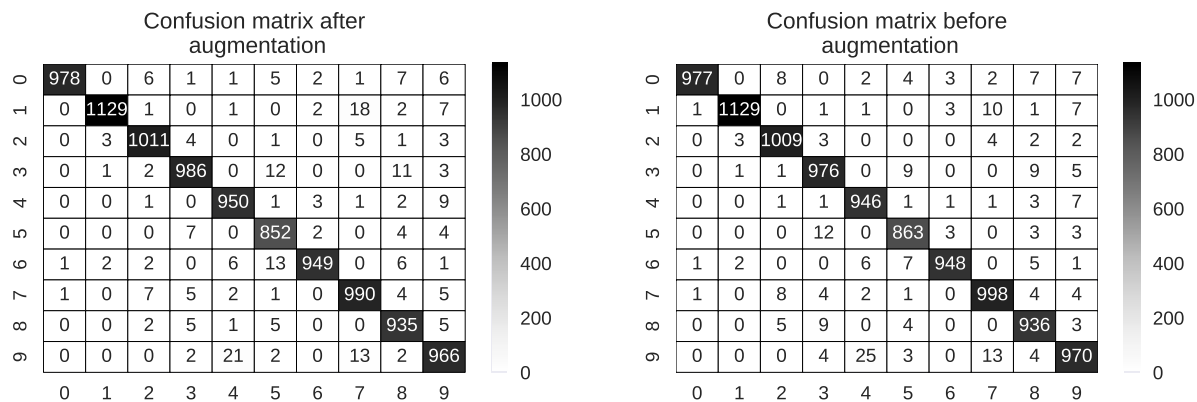 Confusion matrix after
augmentation
0 978 0 6 1 1 5 2 1 7 6
1 0 1129 1 0 1 0 2 18 2 7
2 0 3 1011 4 0 1 0 5 1 3
3 0 1 2 986 0 12 0 0 11 3
4 0 0 1 0 950 1 3 1 2 9
5 0 0 0 7 0 852 2 0 4 4
6 1 2 2 0 6 13 949 0 6 1
7 1 0 7 5 2 1 0 990 4 5
8 0 0 2 5 1 5 0 0 935 5
9 0 0 0 2 21 2 0 13 2 966
0 1 2 3 4 5 6 7 8 9
1000
800
600
400
200
0
Confusion matrix before
augmentation
0 977 0 8 0 2 4 3 2 7 7
1 1 1129 0 1 1 0 3 10 1 7
2 0 3 1009 3 0 0 0 4 2 2
3 0 1 1 976 0 9 0 0 9 5
4 0 0 1 1 946 1 1 1 3 7
5 0 0 0 12 0 863 3 0 3 3
6 1 2 0 0 6 7 948 0 5 1
7 1 0 8 4 2 1 0 998 4 4
8 0 0 5 9 0 4 0 0 936 3
9 0 0 0 4 25 3 0 13 4 970
0 1 2 3 4 5 6 7 8 9
1000
800
600
400
200
0